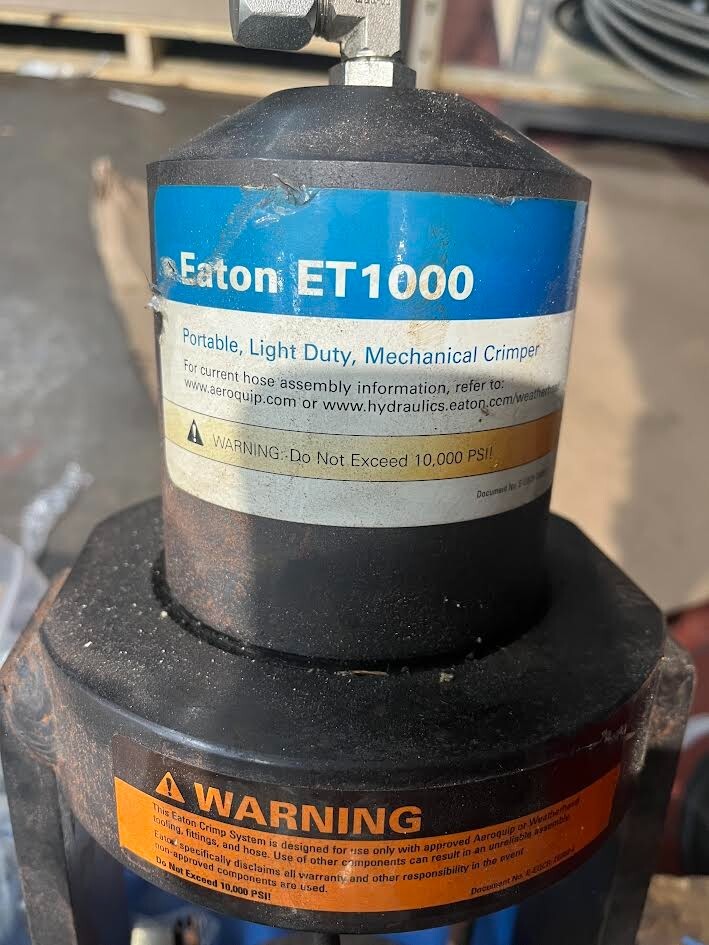 Eaton ET1000
Portable, Light Duty, Mechanical Crimper
For current hose assembly information, refer to:
www.aeroquip.com or www.hydraulics.eaton.com/weatherhead
WARNING: Do Not Exceed 10,000 PSI!
Document No.
WARNING
This Eaton Crimp System is designed for use only with approved Aeroquip or Weatherhead
tooling, fittings, and hose. Use of other components can result in an unreliable assembly.
Eaton specifically disclaims all warranty and other responsibility in the event
non-approved components are used.
Do Not Exceed 10,000 PSI!
Document No.